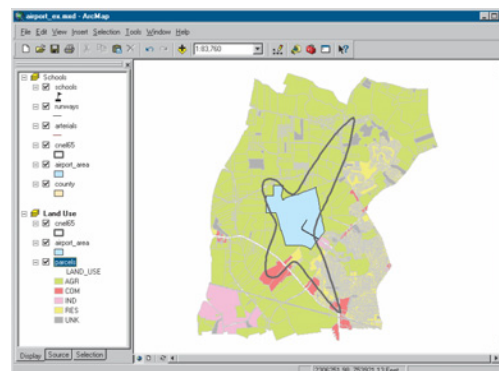 airport_ex.mxd - ArcMap
File Edit View Insert Selection Tools Window Help
1:83,760
Schools
schools
runways
arterials
cnel65
airport_area
county
Land Use
cnel65
airport_area
parcels
LAND_USE
AGR
COM
IND
RES
UNK
Display Source Selection